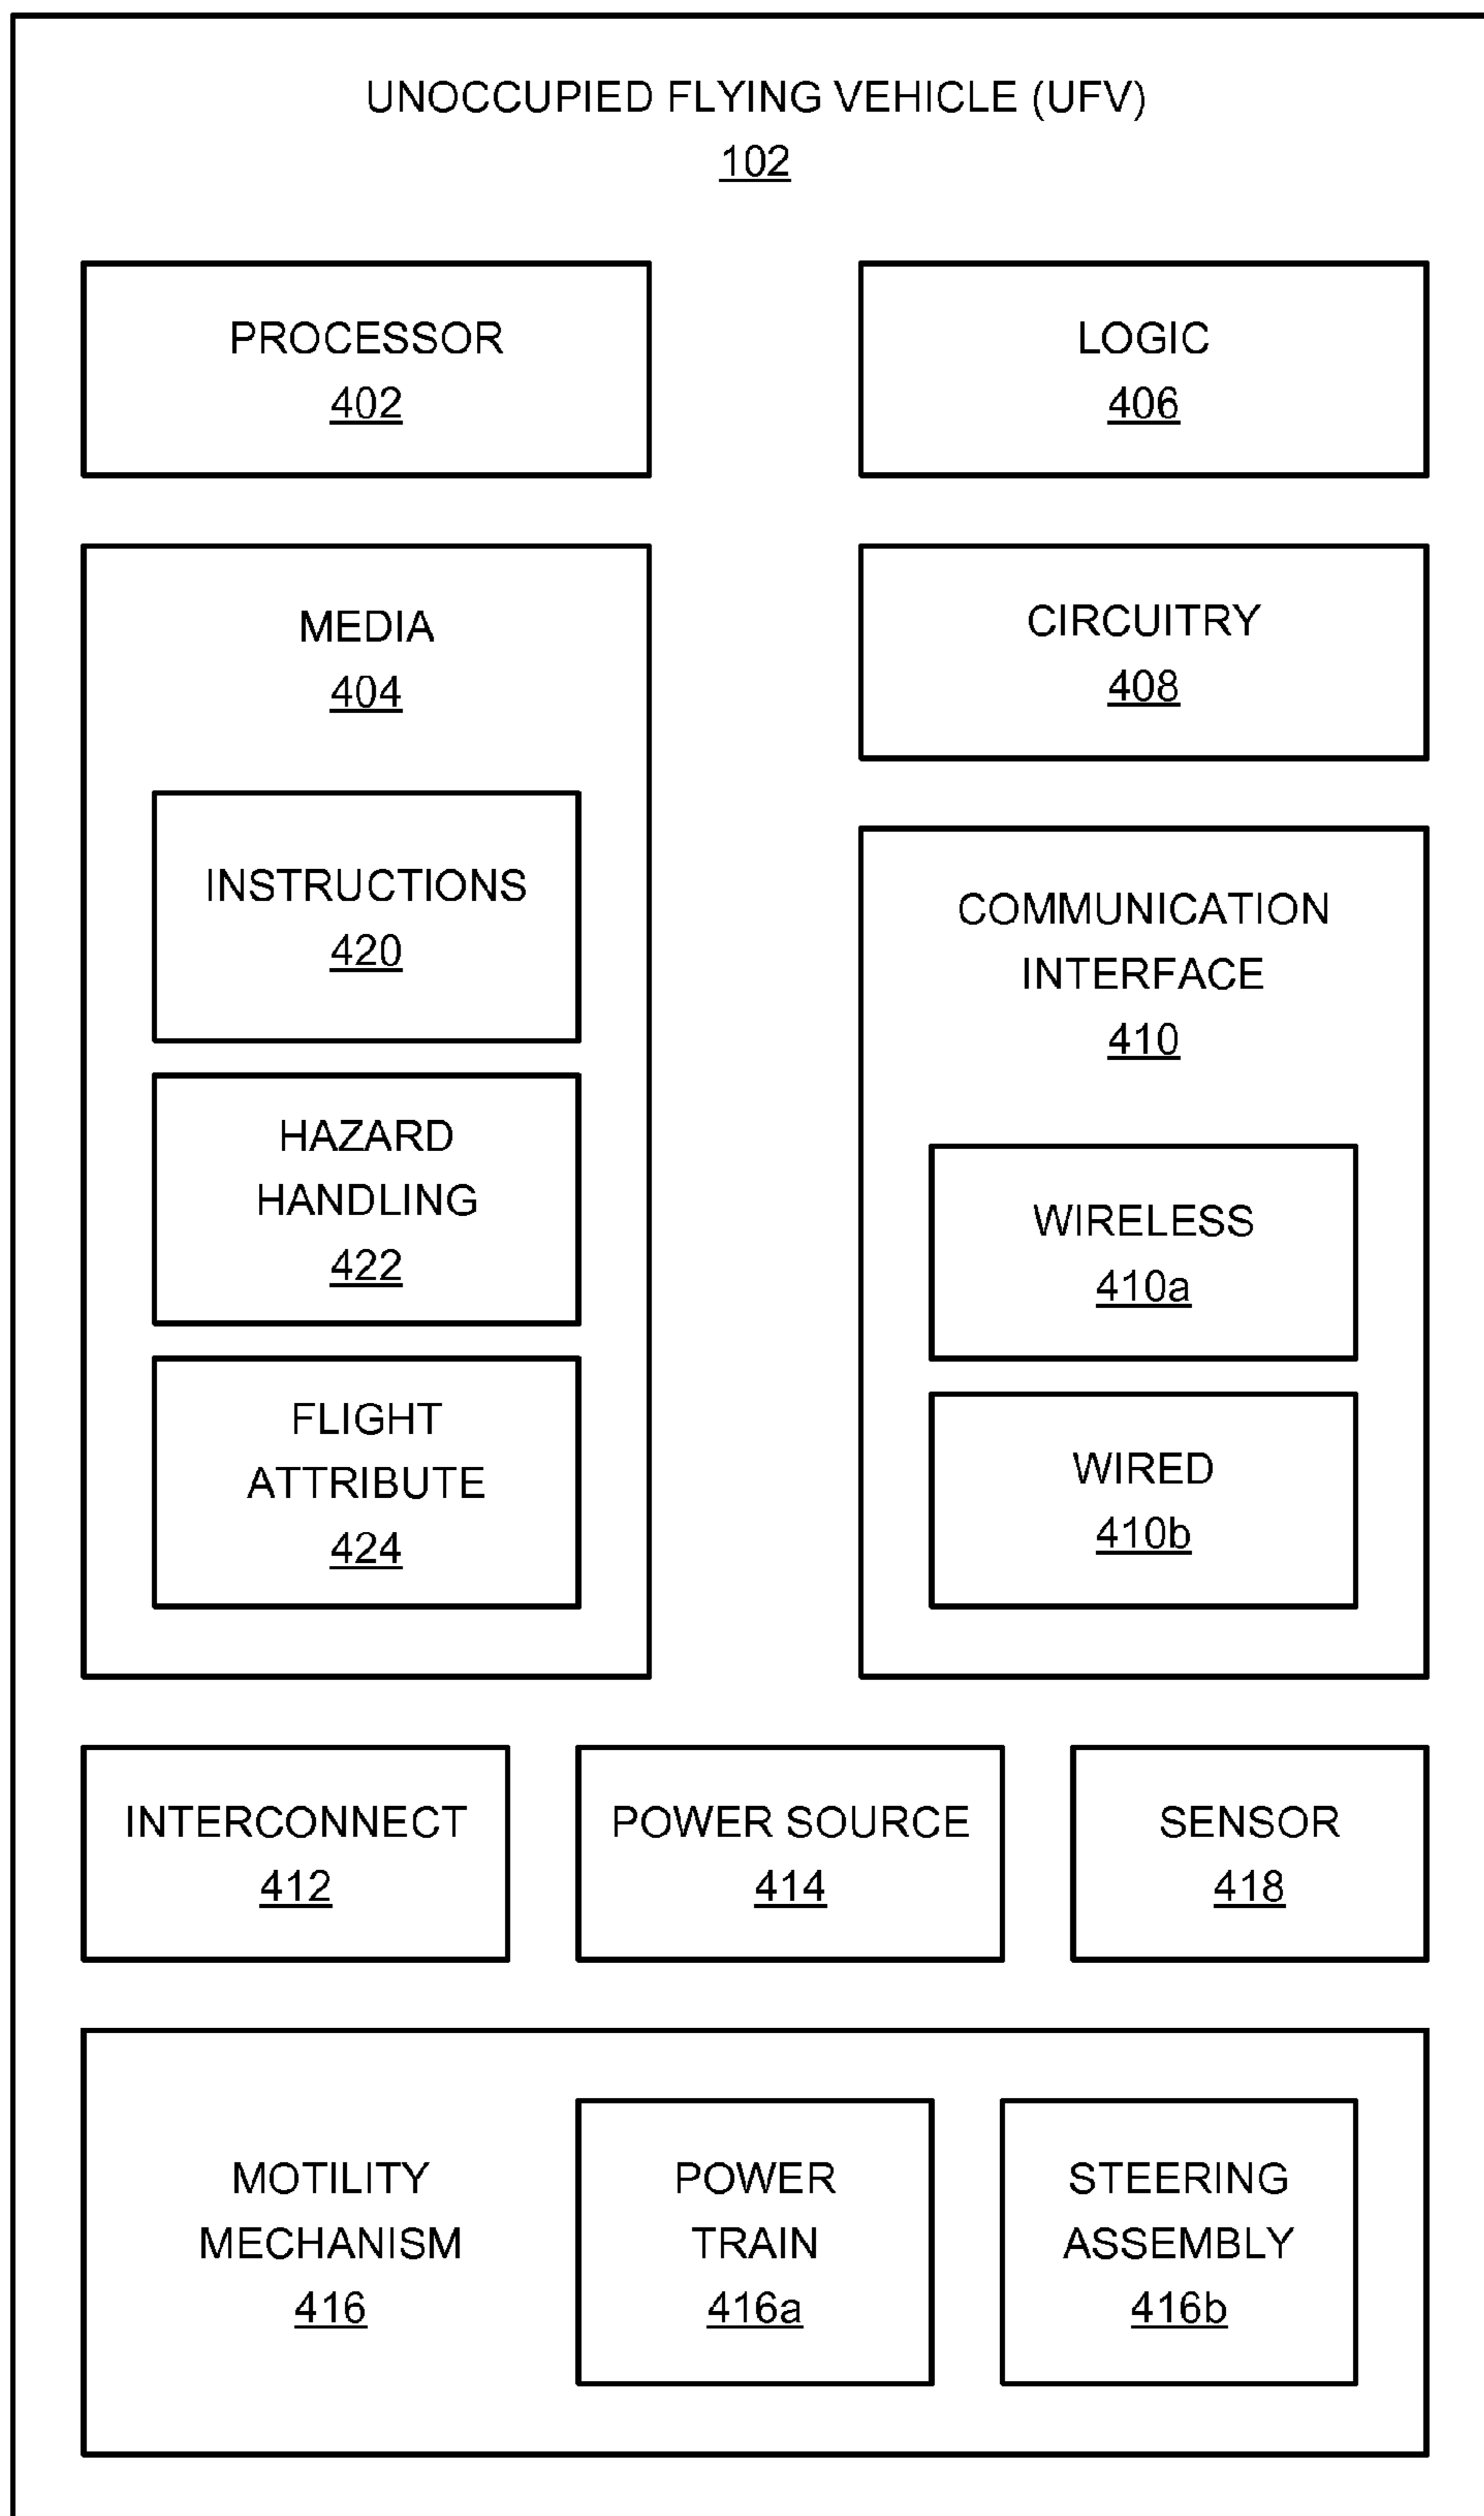 UNOCCUPIED FLYING VEHICLE (UFV)
102
PROCESSOR
402
LOGIC
406
MEDIA
404
INSTRUCTIONS
420
HAZARD
HANDLING
422
FLIGHT
ATTRIBUTE
424
CIRCUITRY
408
COMMUNICATION
INTERFACE
410
WIRELESS
410a
WIRED
410b
INTERCONNECT
412
POWER SOURCE
414
SENSOR
418
MOTILITY
MECHANISM
416
POWER
TRAIN
416a
STEERING
ASSEMBLY
416b